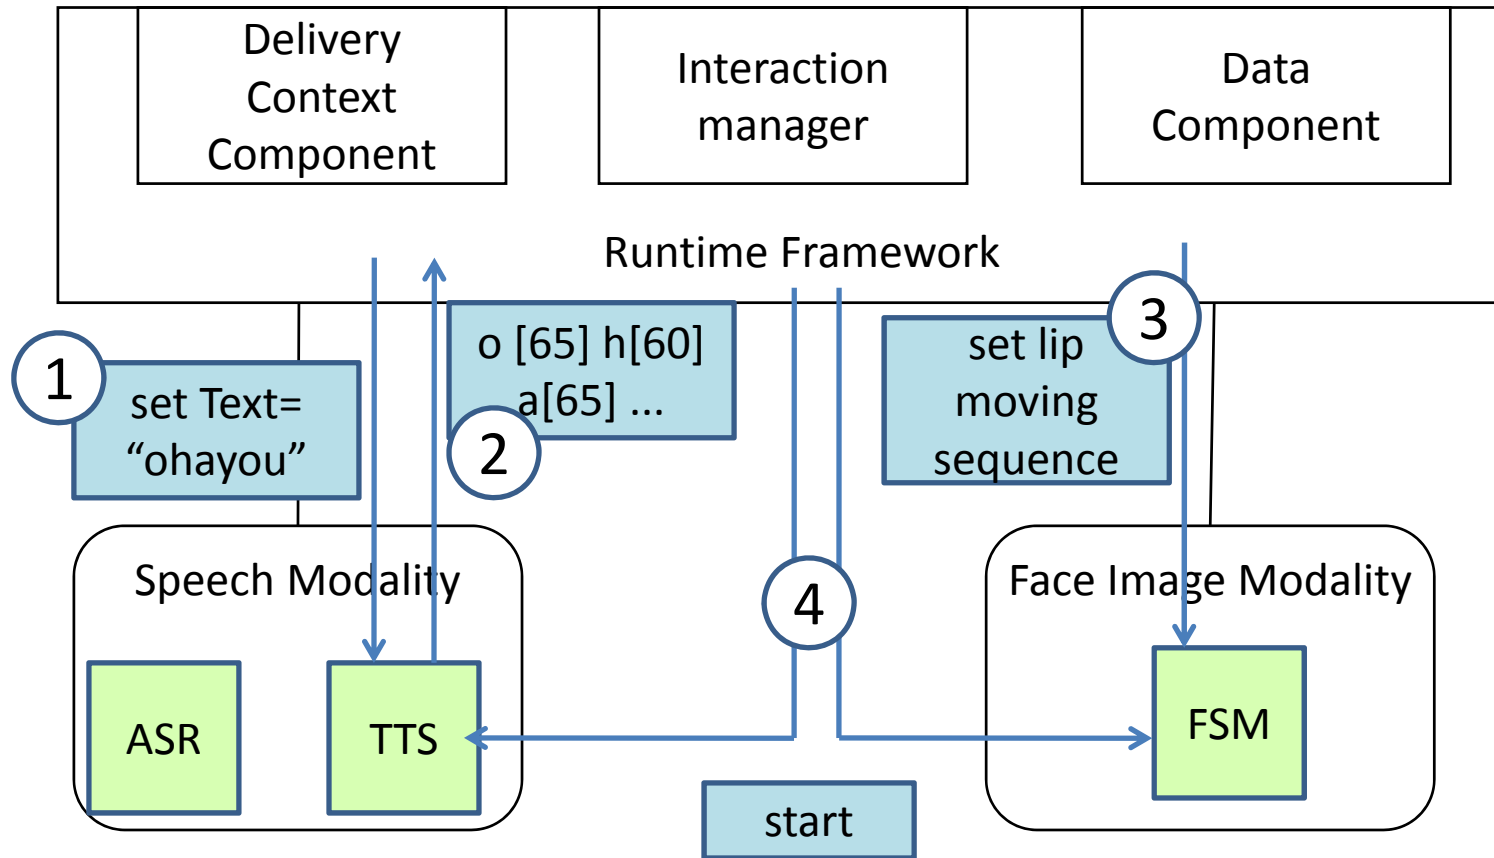 Delivery
Context
Component
Interaction
manager
Data
Component
Runtime Framework
1
set Text=
“ohayou”
o [65] h[60]
a[65] ...
2
set lip
moving
sequence
3
Speech Modality
4
Face Image Modality
ASR
TTS
FSM
start